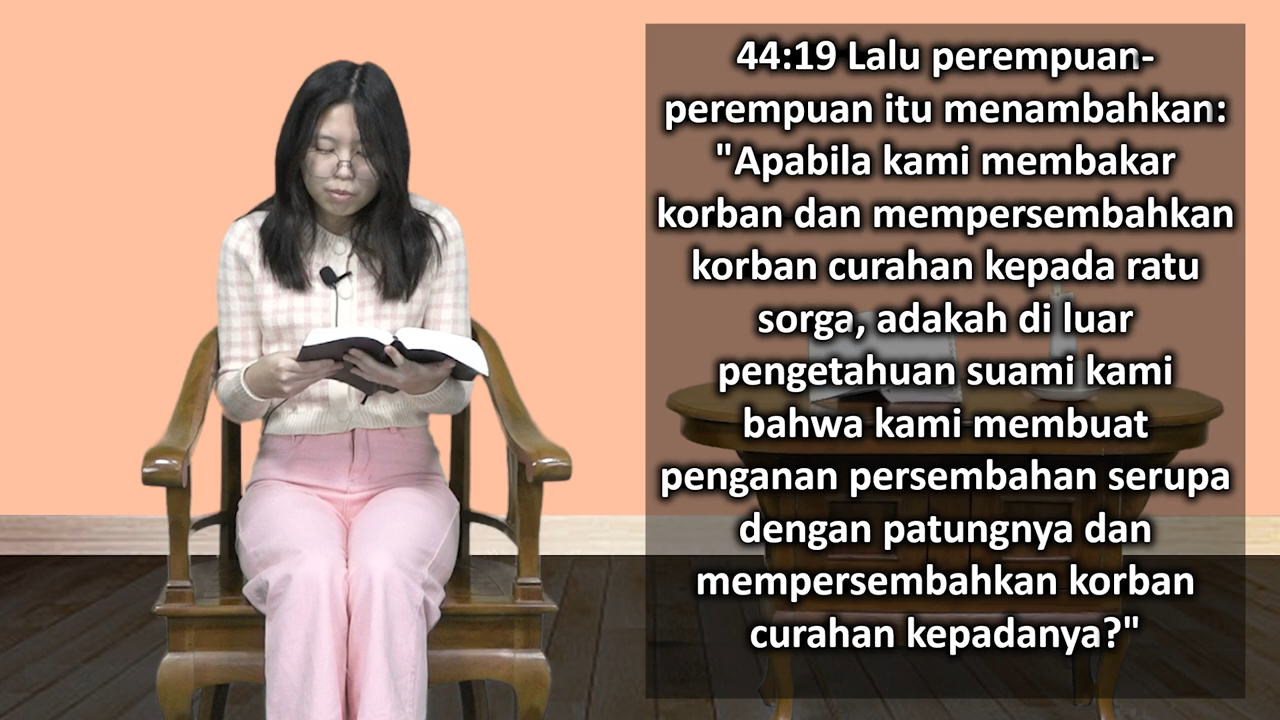 44:19 Lalu perempuan-
perempuan itu menambahkan:
"Apabila kami membakar
korban dan mempersembahkan
korban curahan kepada ratu
sorga, adakah di luar
pengetahuan suami kami
bahwa kami membuat
penganan persembahan serupa
dengan patungnya dan
mempersembahkan korban
curahan kepadanya?"